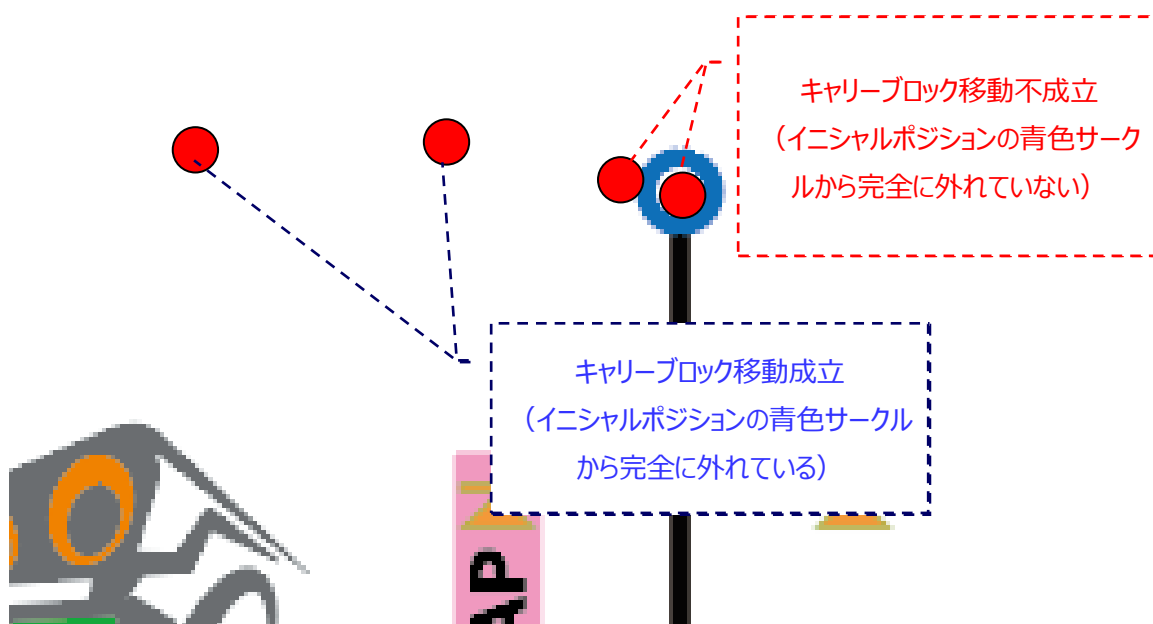 キャリーブロック移動不成立
（イニシャルポジションの青色サーク
ルから完全に外れていない）
キャリーブロック移動成立
（イニシャルポジションの青色サークル
から完全に外れている）
AP